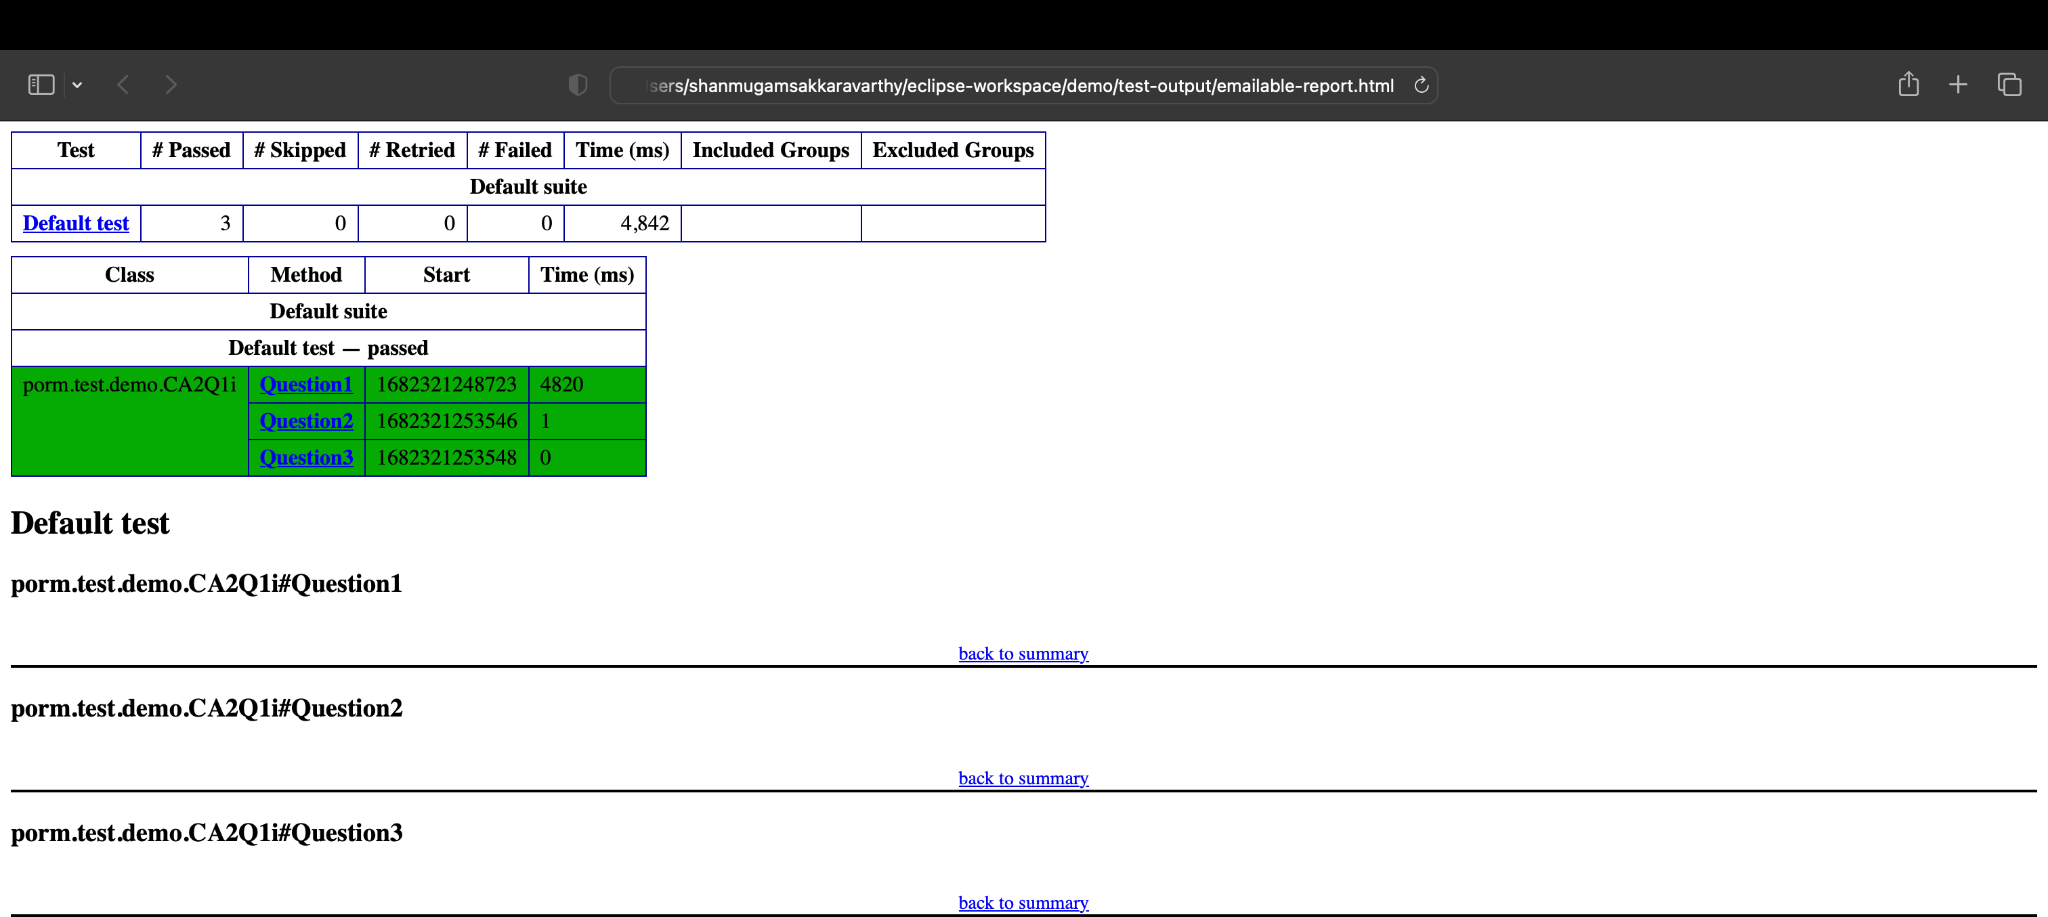 sers/shanmugamsakkaravarthy/eclipse-workspace/demo/test-output/emailable-report.html
Test # Passed # Skipped # Retried # Failed Time (ms) Included Groups Excluded Groups
Default suite
Default test 3 0 0 0 4,842
Class Method Start Time (ms)
Default suite
Default test — passed
porm.test.demo.CA2Q1i Question1 1682321248723 4820
Question2 1682321253546 1
Question3 1682321253548 0
Default test
porm.test.demo.CA2Q1i#Question1
back to summary
porm.test.demo.CA2Q1i#Question2
back to summary
porm.test.demo.CA2Q1i#Question3
back to summary